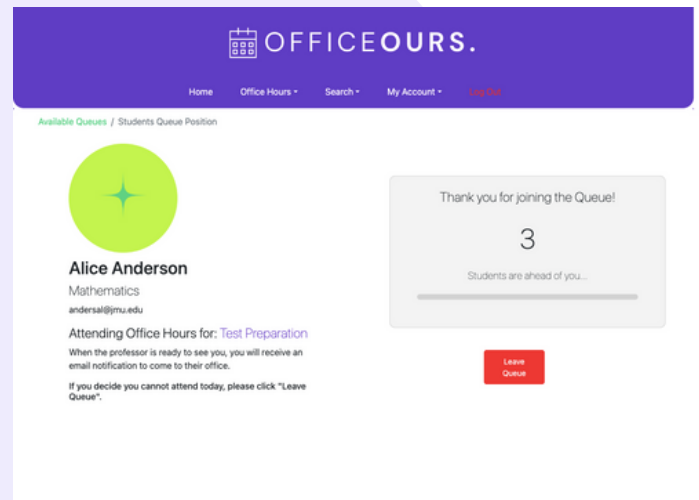 OFFICEOURS.
Home Office Hours Search My Account Log Out
Available Queues / Students Queue Position
Alice Anderson
Mathematics
andersal@jmu.edu
Attending Office Hours for: Test Preparation
When the professor is ready to see you, you will receive an
email notification to come to their office.
If you decide you cannot attend today, please click "Leave
Queue".
Thank you for joining the Queue!
3
Students are ahead of you...
Leave
Queue